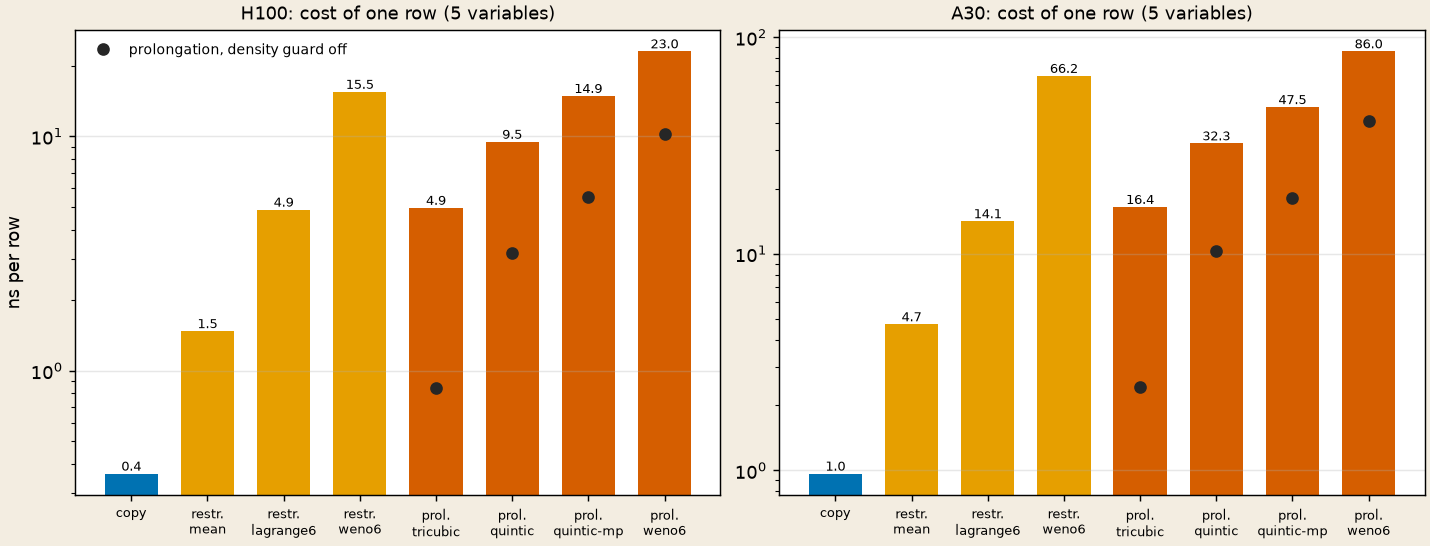 H100: cost of one row (5 variables)
ns per row
10¹
10⁰
prolongation, density guard off
0.4
1.5
4.9
15.5
4.9
9.5
14.9
23.0
copy
restr.
mean
restr.
lagrange6
restr.
weno6
prol.
tricubic
prol.
quintic
prol.
quintic-mp
prol.
weno6
A30: cost of one row (5 variables)
10²
10¹
10⁰
1.0
4.7
14.1
66.2
16.4
32.3
47.5
86.0
copy
restr.
mean
restr.
lagrange6
restr.
weno6
prol.
tricubic
prol.
quintic
prol.
quintic-mp
prol.
weno6